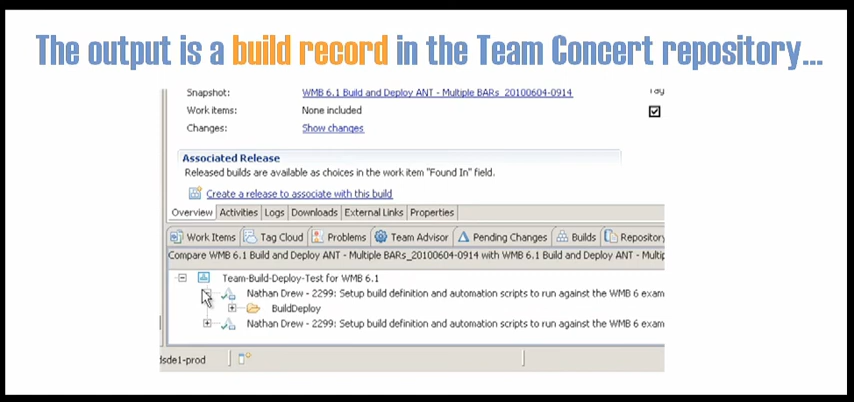 The output is a build record in the Team Concert repository...
Snapshot: WMB 6.1 Build and Deploy ANT - Multiple BARs_20100604-0914
Work items: None included
Changes: Show changes
Associated Release
Released builds are available as choices in the work item "Found In" field.
Create a release to associate with this build
Overview Activities Logs Downloads External Links Properties
Work Items Tag Cloud Problems Team Advisor Pending Changes Builds Repository
Compare WMB 6.1 Build and Deploy ANT - Multiple BARs_20100604-0914 with WMB 6.1 Build and Deploy ANT - Multip
Team-Build-Deploy-Test for WMB 6.1
Nathan Drew - 2299: Setup build definition and automation scripts to run against the WMB 6 exam
BuildDeploy
Nathan Drew - 2299: Setup build definition and automation scripts to run against the WMB 6 exam
sde1-prod